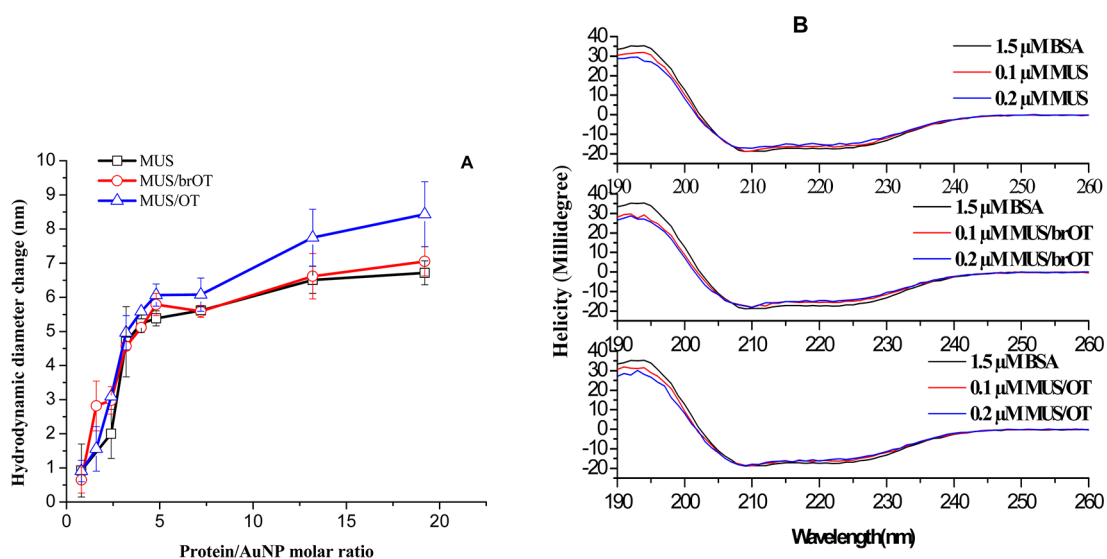 A
MUS
MUS/brOT
MUS/OT
Hydrodynamic diameter change (nm)
10
9
8
7
6
5
4
3
2
1
0
0 5 10 15 20
Protein/AuNP molar ratio
B
Helicity (Millidegree)
40
30
20
10
0
-10
-20
1.5 µM BSA
0.1 µM MUS
0.2 µM MUS
190 200 210 220 230 240 250 260
40
30
20
10
0
-10
-20
1.5 µM BSA
0.1 µM MUS/brOT
0.2 µM MUS/brOT
190 200 210 220 230 240 250 260
40
30
20
10
0
-10
-20
1.5 µM BSA
0.1 µM MUS/OT
0.2 µM MUS/OT
190 200 210 220 230 240 250 260
Wavelength(nm)